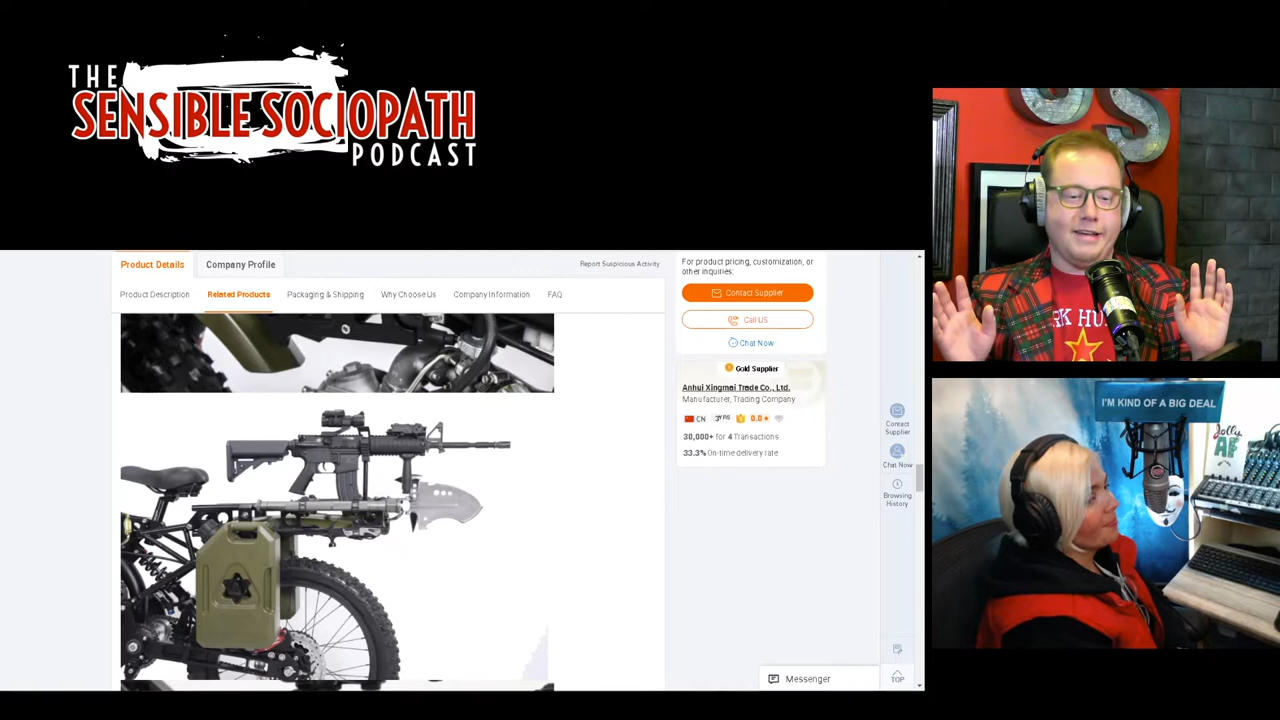 THE
SENSIBLE SOCIOPATH
PODCAST
Product Details
Company Profile
Report Suspicious Activity
Product Description
Related Products
Packaging & Shipping
Why Choose Us
Company Information
FAQ
For product pricing, customization, or
other inquiries:
Contact Supplier
Call US
Chat Now
Gold Supplier
Anhui Xingmai Trade Co., Ltd.
Manufacturer, Trading Company
CN 3YRS 0.0
30,000+ for 4 Transactions
33.3% On-time delivery rate
Contact
Supplier
Chat Now
Browsing
History
TOP
Messenger
S
I'M KIND OF A BIG DEAL
Jolly
AF